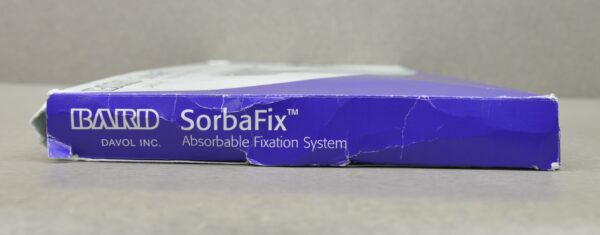 BARD
DAVOL INC.
SorbaFix™
Absorbable Fixation System